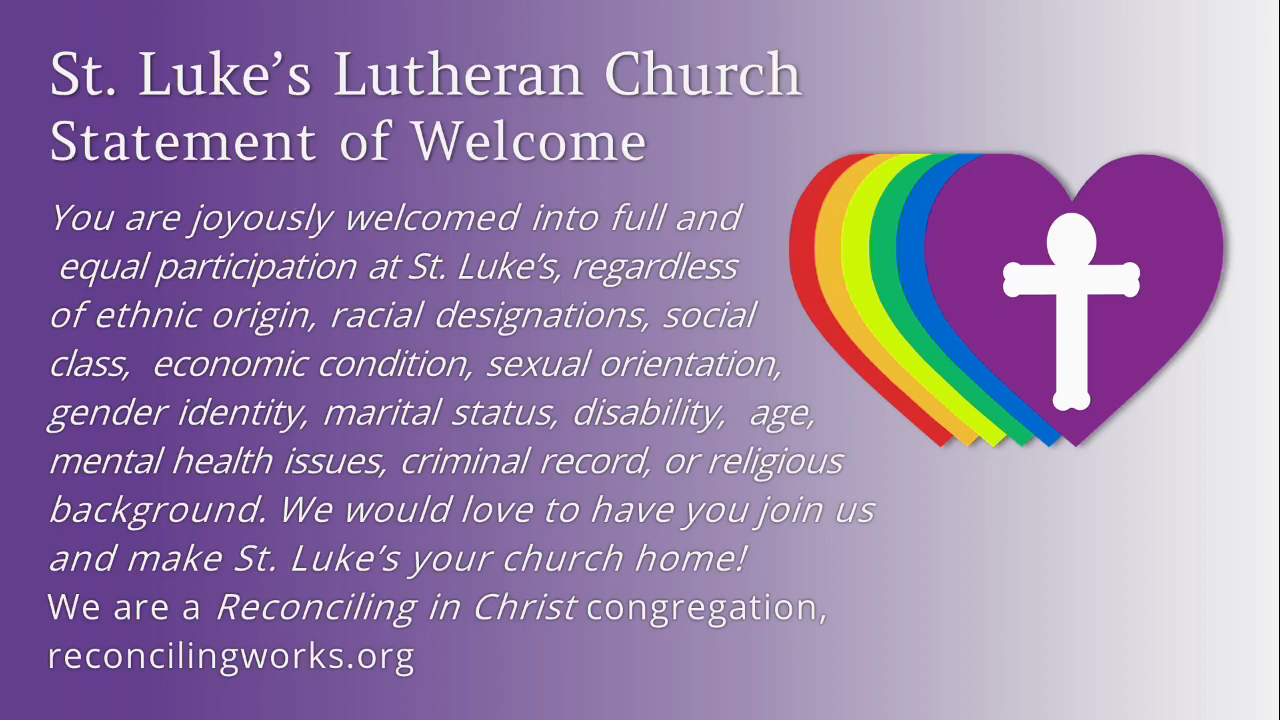 St. Luke’s Lutheran Church
Statement of Welcome
You are joyously welcomed into full and
equal participation at St. Luke’s, regardless
of ethnic origin, racial designations, social
class, economic condition, sexual orientation,
gender identity, marital status, disability, age,
mental health issues, criminal record, or religious
background. We would love to have you join us
and make St. Luke’s your church home!
We are a Reconciling in Christ congregation,
reconcilingworks.org